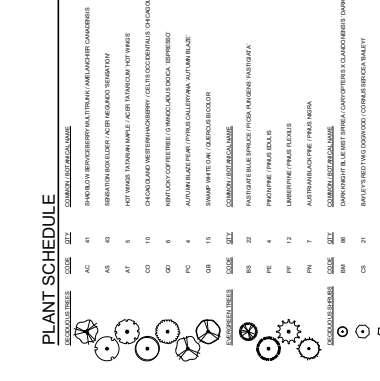 PLANT SCHEDULE
DECIDUOUS TREES CODE QTY COMMON / BOTANICAL NAME
AC 41 SHADBLOW SERVICEBERRY MULTITRUNK / AMELANCHIER CANADENSIS
AS 43 SENSATION BOX ELDER / ACER NEGUNDO 'SENSATION'
AT 5 HOT WINGS TATARIAN MAPLE / ACER TATARICUM 'HOT WINGS'
CO 10 CHICAGOLAND WESTERN HACKBERRY / CELTIS OCCIDENTALIS 'CHICAGOL
GD 6 KENTUCKY COFFEETREE / GYMNOCLADUS DIOICA 'ESPRESSO'
PC 4 AUTUMN BLAZE PEAR / PYRUS CALLERYANA 'AUTUMN BLAZE'
QB 15 SWAMP WHITE OAK / QUERCUS BICOLOR
EVERGREEN TREES CODE QTY COMMON / BOTANICAL NAME
BS 22 FASTIGIATE BLUE SPRUCE / PICEA PUNGENS 'FASTIGIATA'
PE 4 PINON PINE / PINUS EDULIS
PF 12 LIMBER PINE / PINUS FLEXILIS
PN 7 AUSTRIAN BLACK PINE / PINUS NIGRA
DECIDUOUS SHRUBS CODE QTY COMMON / BOTANICAL NAME
BM 86 DARK KNIGHT BLUE MIST SPIREA / CARYOPTERIS X CLANDONENSIS 'DARK
CS 21 BAILEY'S RED TWIG DOGWOOD / CORNUS SERICEA 'BAILEYI'